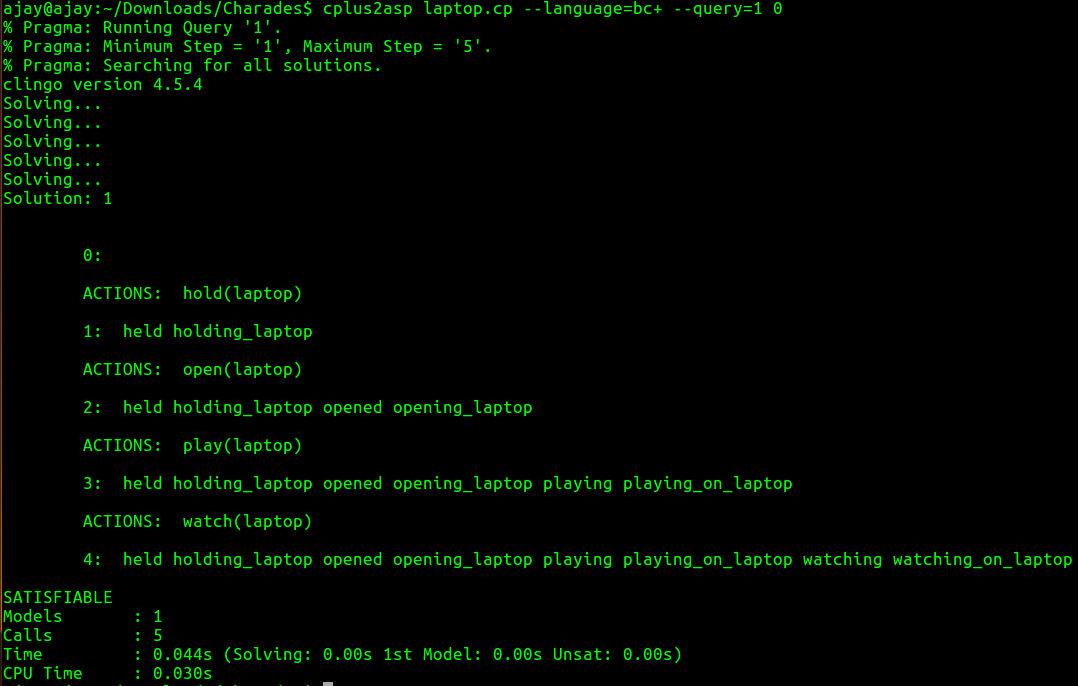 ajay@ajay:~/Downloads/Charades$ cplus2asp laptop.cp --language=bc+ --query=1 0
% Pragma: Running Query '1'.
% Pragma: Minimum Step = '1', Maximum Step = '5'.
% Pragma: Searching for all solutions.
clingo version 4.5.4
Solving...
Solving...
Solving...
Solving...
Solving...
Solution: 1
0:
ACTIONS:  hold(laptop)
1:  held holding_laptop
ACTIONS:  open(laptop)
2:  held holding_laptop opened opening_laptop
ACTIONS:  play(laptop)
3:  held holding_laptop opened opening_laptop playing playing_on_laptop
ACTIONS:  watch(laptop)
4:  held holding_laptop opened opening_laptop playing playing_on_laptop watching watching_on_laptop
SATISFIABLE
Models       : 1
Calls        : 5
Time         : 0.044s (Solving: 0.00s 1st Model: 0.00s Unsat: 0.00s)
CPU Time     : 0.030s